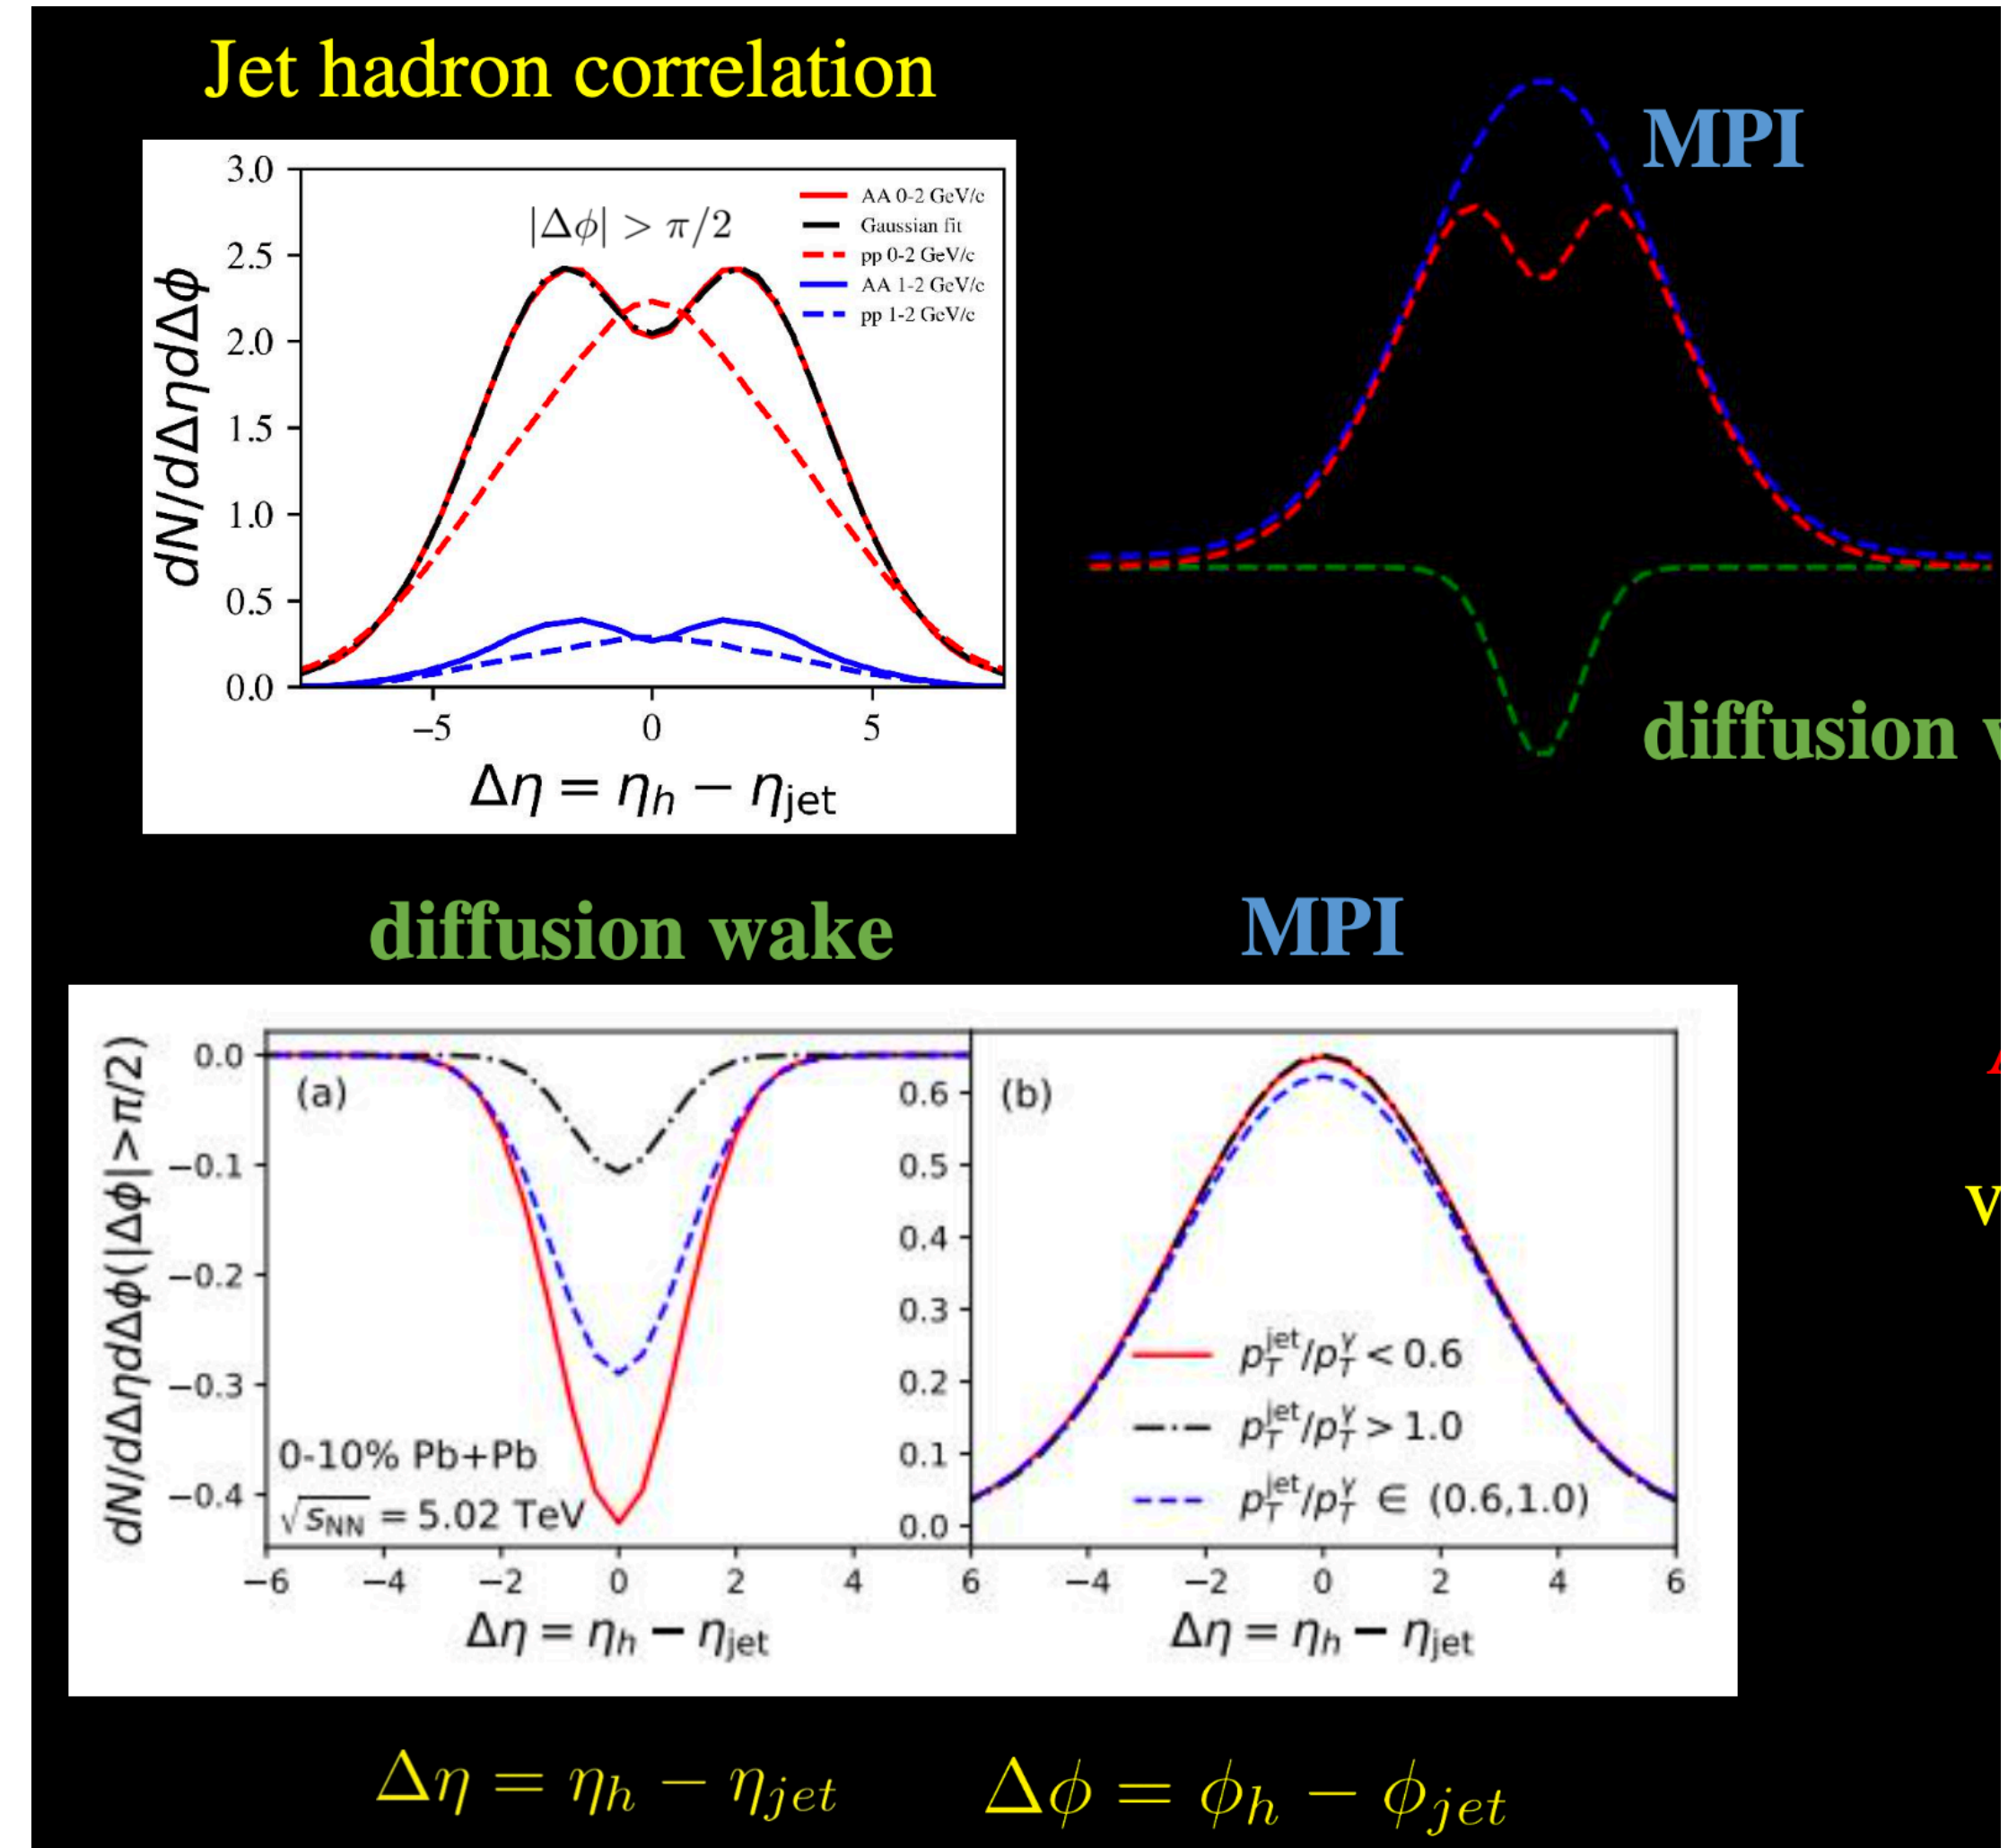 Jet hadron correlation
MPI
3.0
2.5
2.0
1.5
1.0
0.5
0.0
dN/dΔηdΔϕ
|Δϕ| > π/2
AA 0-2 GeV/c
Gaussian fit
pp 0-2 GeV/c
AA 1-2 GeV/c
pp 1-2 GeV/c
−5 0 5
Δη = η_h − η_jet
diffusion
diffusion wake
MPI
dN/dΔηdΔϕ(|Δϕ|>π/2)
0.0
−0.1
−0.2
−0.3
−0.4
(a)
0-10% Pb+Pb
√s_NN = 5.02 TeV
−6 −4 −2 0 2 4 6
Δη = η_h − η_jet
0.6
0.5
0.4
0.3
0.2
0.1
0.0
(b)
p_T^jet/p_T^γ < 0.6
p_T^jet/p_T^γ > 1.0
p_T^jet/p_T^γ ∈ (0.6,1.0)
−4 −2 0 2 4 6
Δη = η_h − η_jet
Δη = η_h − η_jet
Δϕ = ϕ_h − ϕ_jet